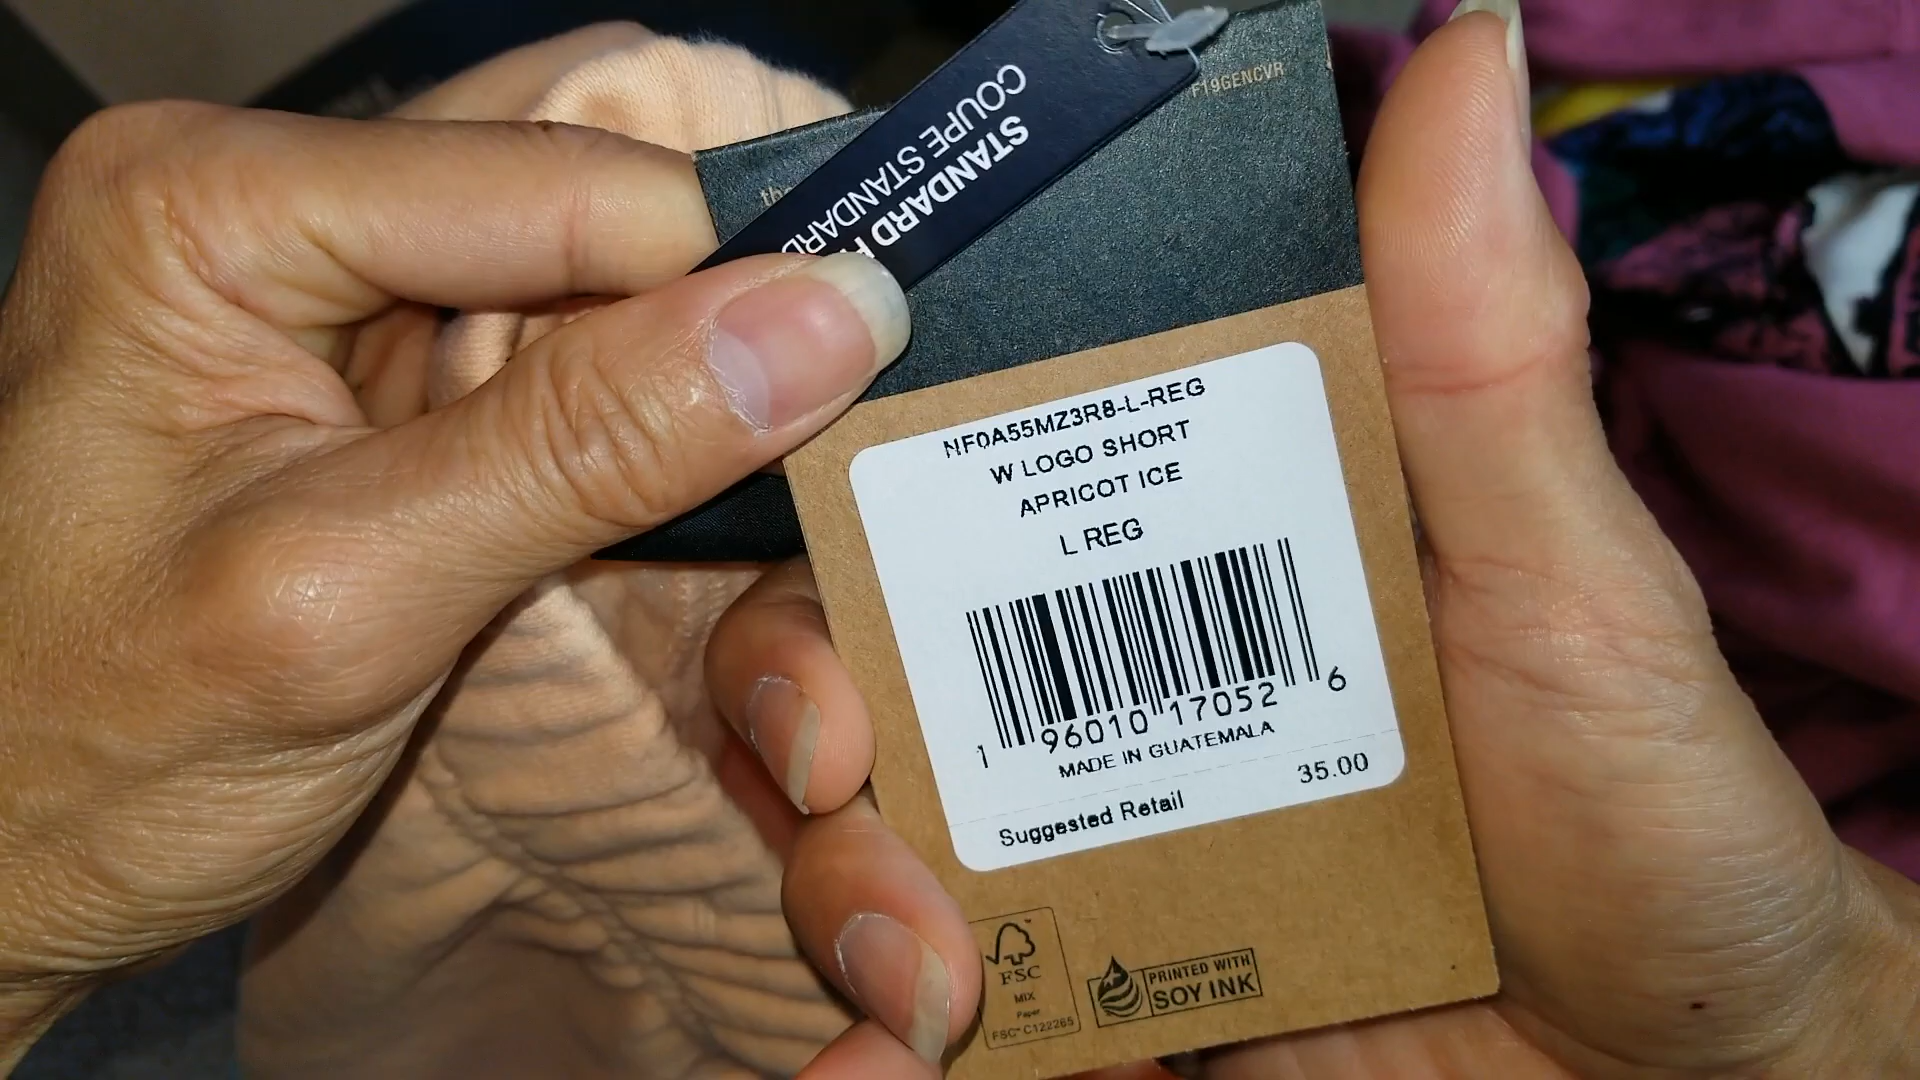 F19GENCVR
STANDARD
COUPE STANDARD
NF0A55MZ3R8-L-REG
W LOGO SHORT
APRICOT ICE
L REG
1 96010 17052 6
MADE IN GUATEMALA
Suggested Retail 35.00
FSC
MIX
Paper
FSC™ C122265
PRINTED WITH
SOY INK